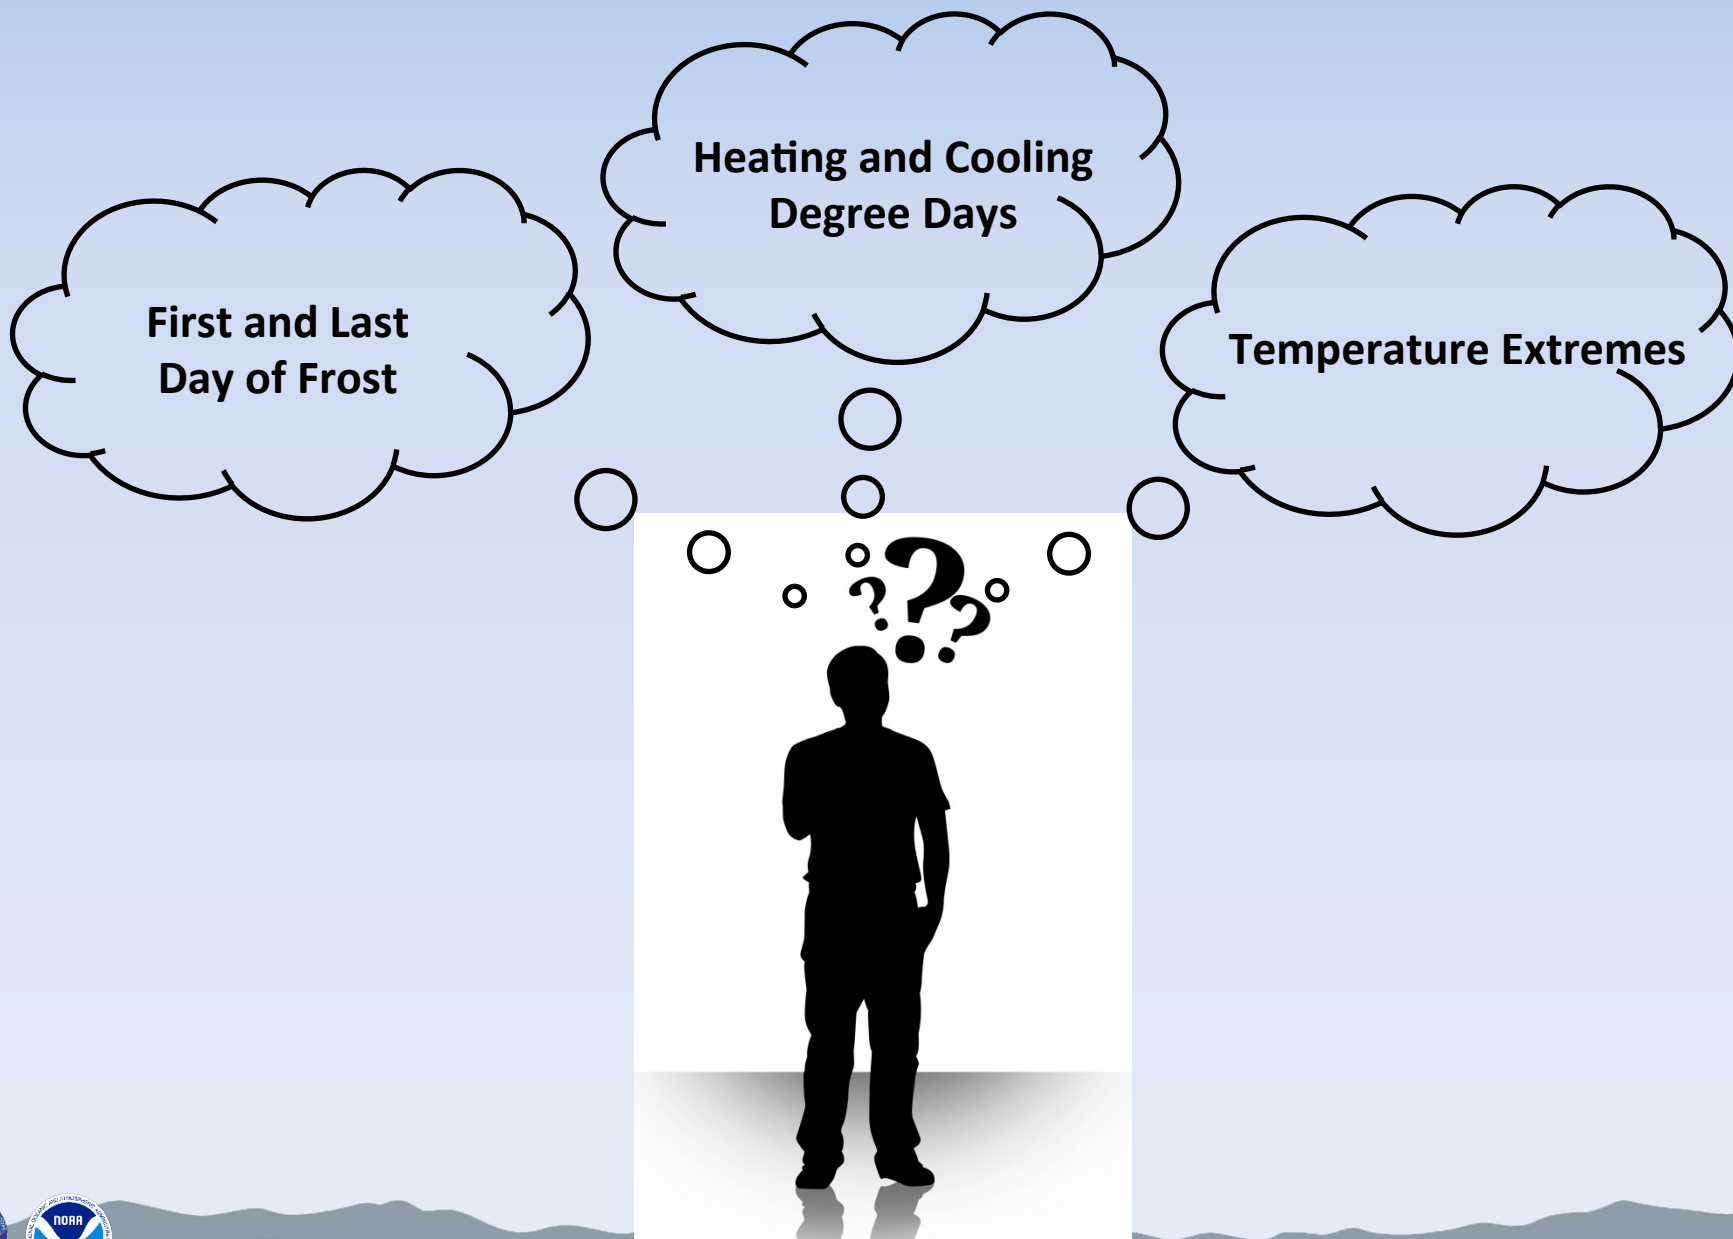 Heating and Cooling
Degree Days
First and Last
Day of Frost
Temperature Extremes
? ? ?
NOAA